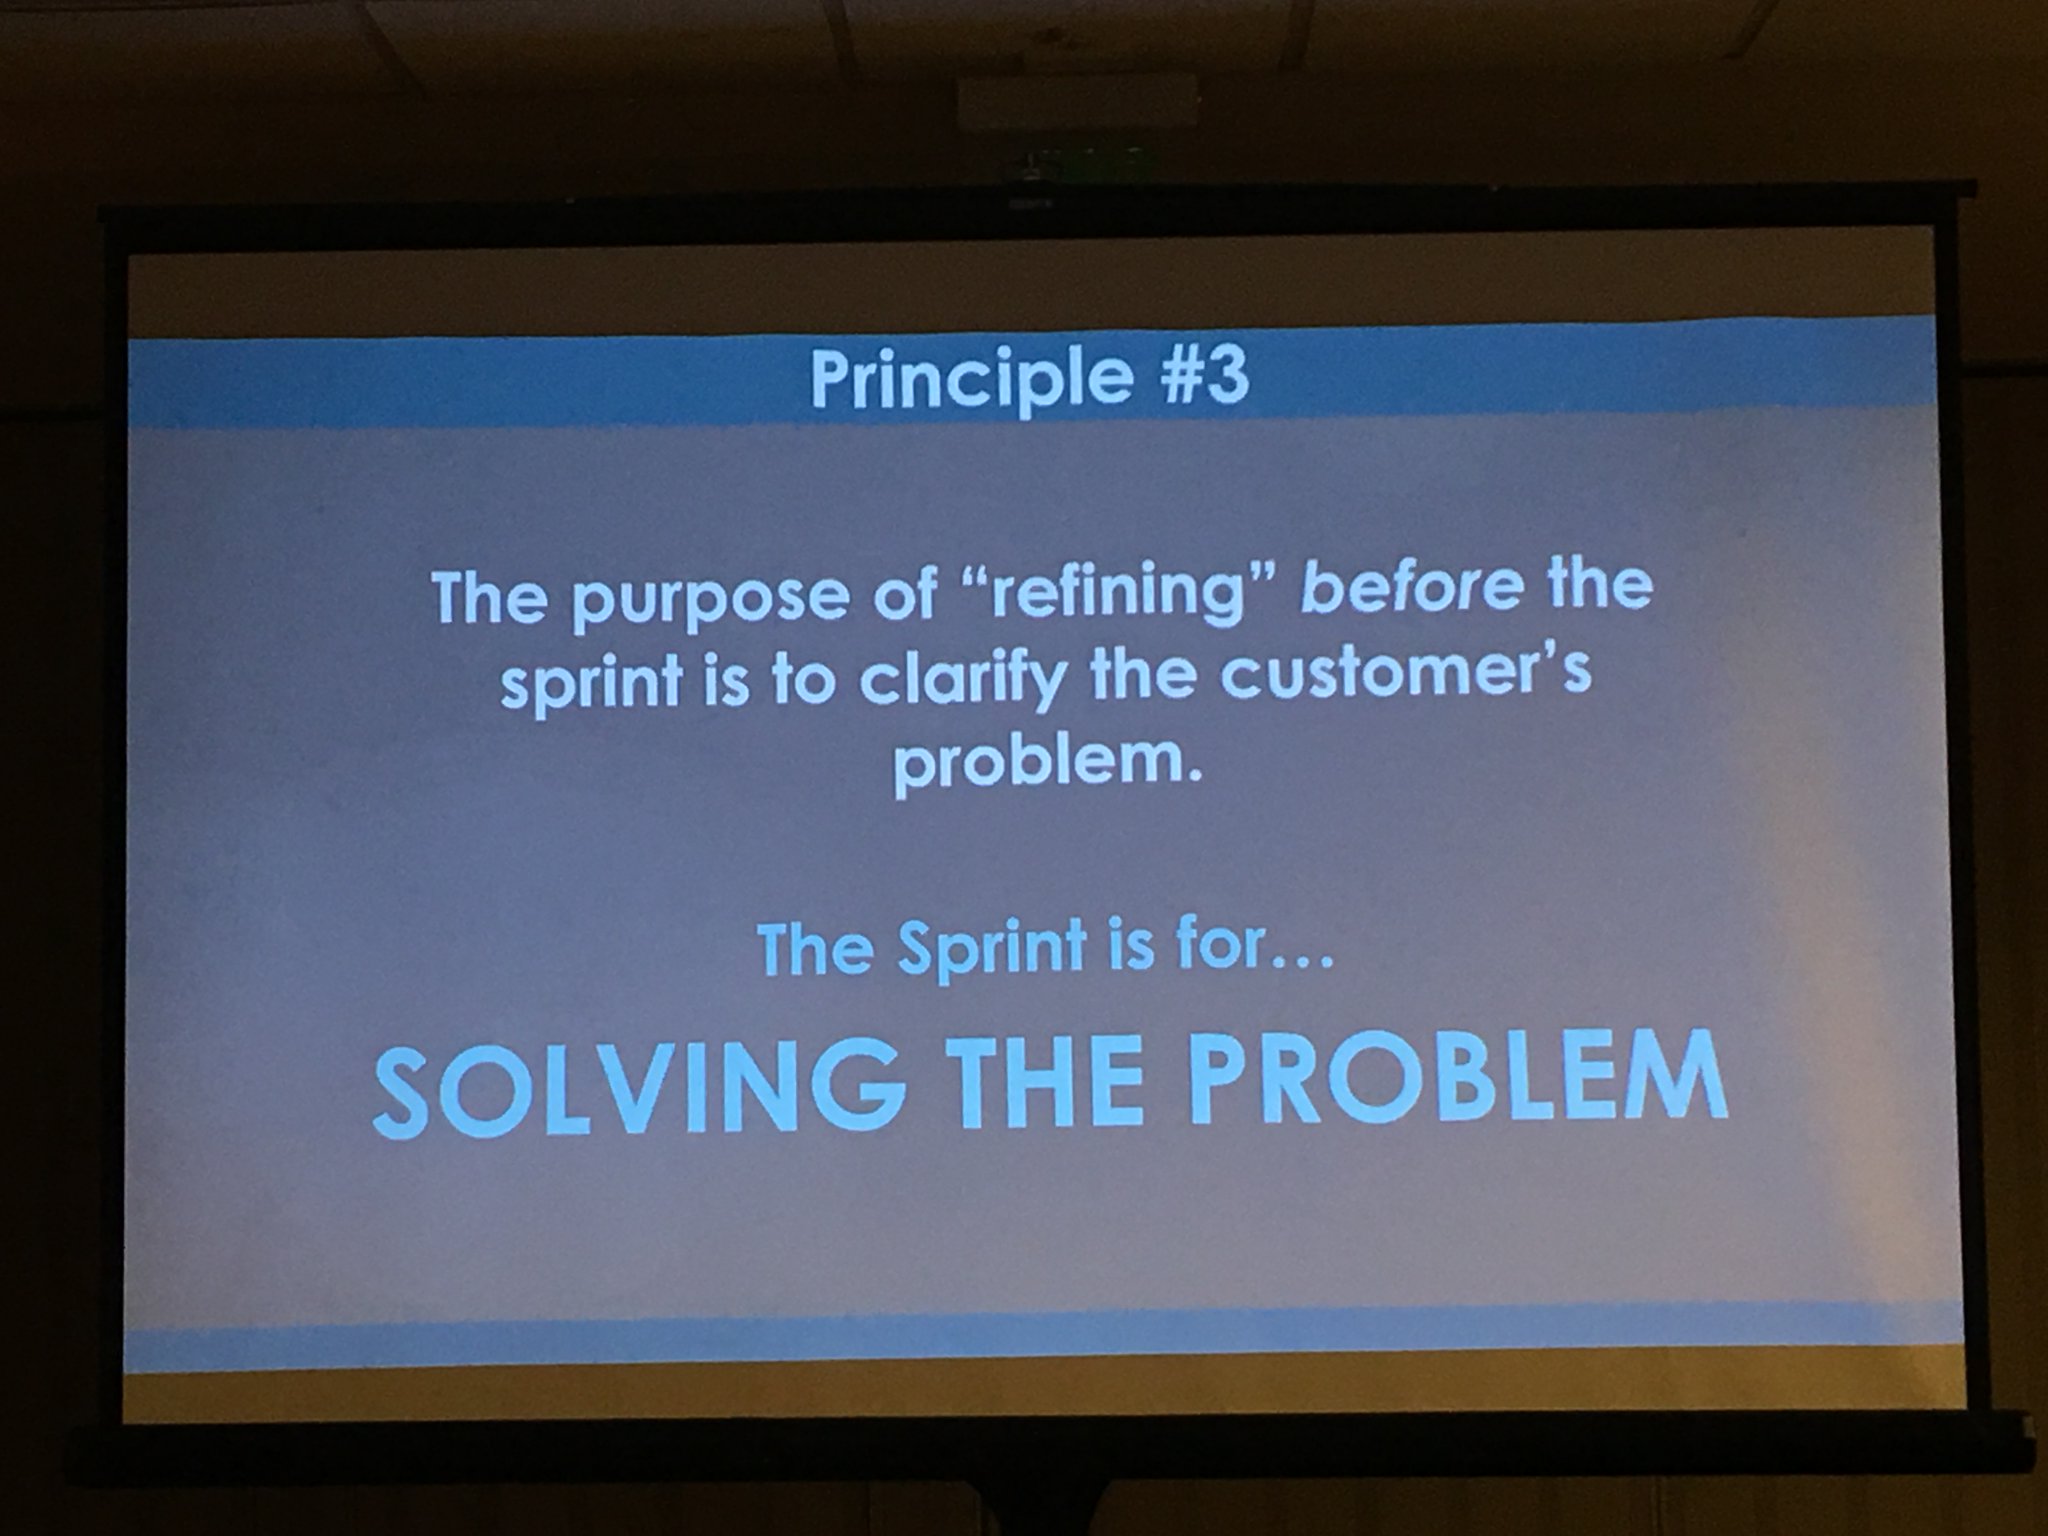 Principle #3
The purpose of “refining” before the
sprint is to clarify the customer’s
problem.
The Sprint is for…
SOLVING THE PROBLEM